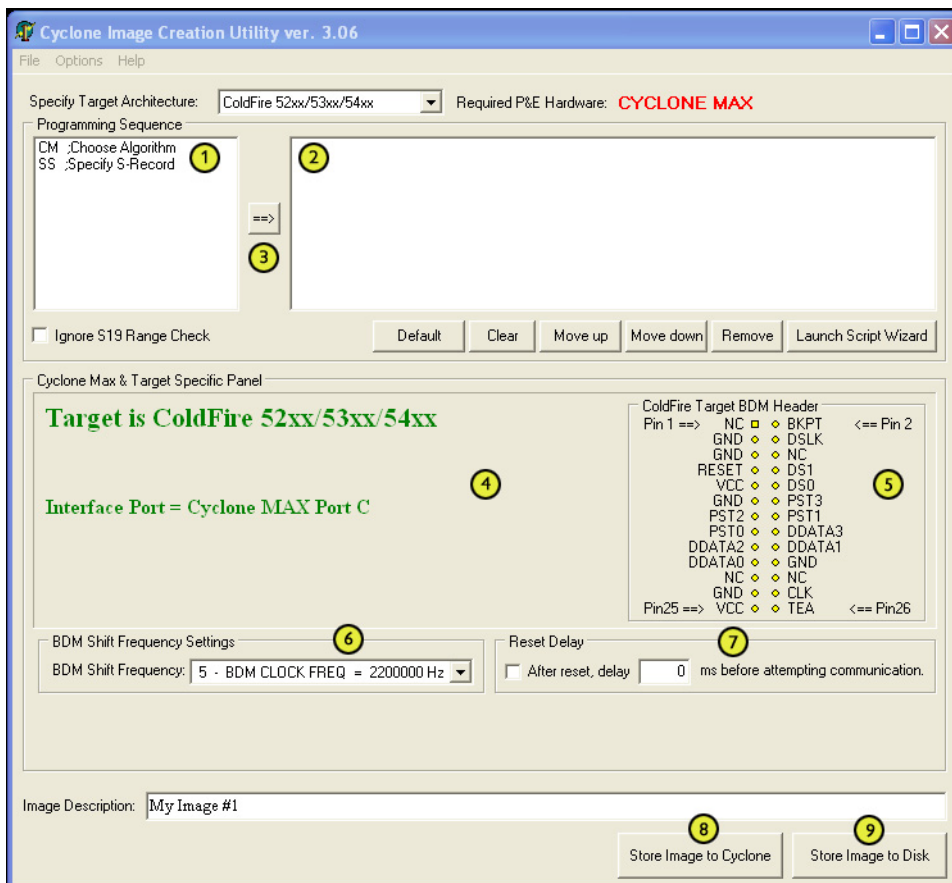 Cyclone Image Creation Utility ver. 3.06
File Options Help
Specify Target Architecture: ColdFire 52xx/53xx/54xx Required P&E Hardware: CYCLONE MAX
Programming Sequence
CM ;Choose Algorithm
SS ;Specify S-Record
1
2
==>
3
Ignore S19 Range Check
Default Clear Move up Move down Remove Launch Script Wizard
Cyclone Max & Target Specific Panel
Target is ColdFire 52xx/53xx/54xx
Interface Port = Cyclone MAX Port C
4
ColdFire Target BDM Header
Pin 1 ==> NC BKPT <== Pin 2
GND DSLK
GND NC
RESET DS1
VCC DS0
GND PST3
PST2 PST1
PST0 DDATA3
DDATA2 DDATA1
DDATA0 GND
NC NC
GND CLK
Pin25 ==> VCC TEA <== Pin26
5
BDM Shift Frequency Settings 6
BDM Shift Frequency: 5 - BDM CLOCK FREQ = 2200000 Hz
Reset Delay 7
After reset, delay 0 ms before attempting communication.
Image Description: My Image #1
8 9
Store Image to Cyclone Store Image to Disk